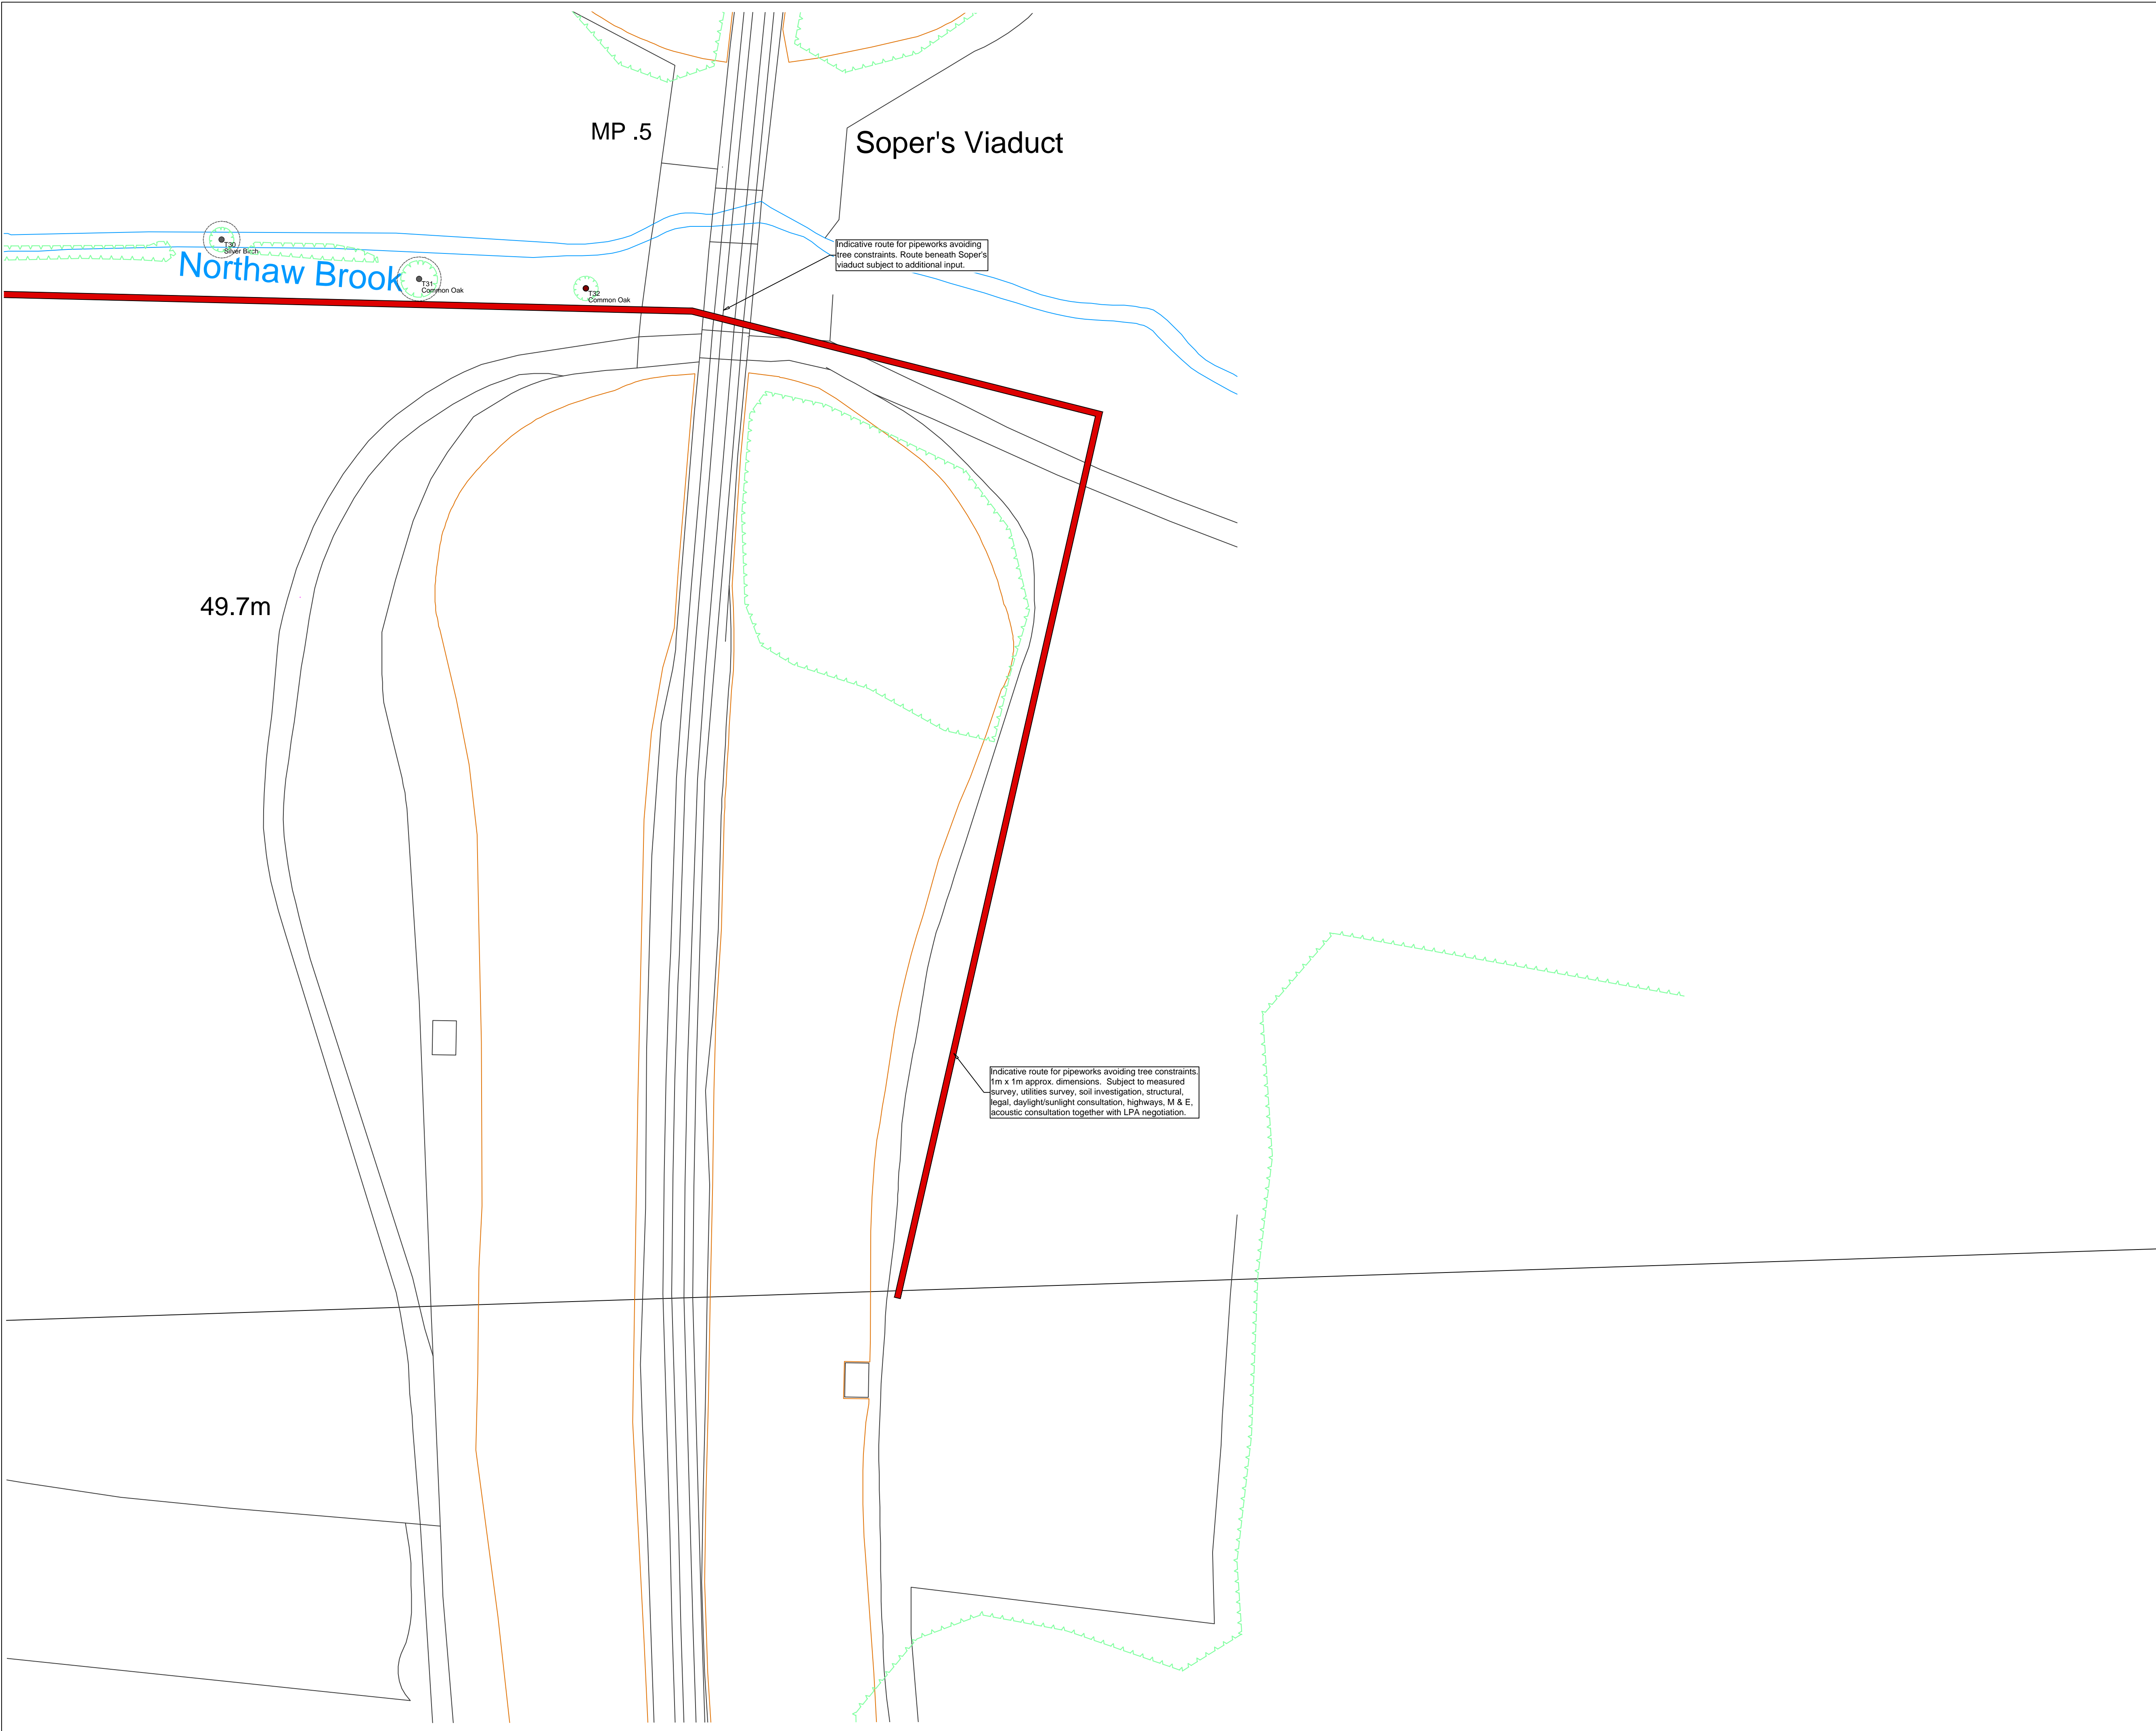 MP .5
Soper's Viaduct
Indicative route for pipeworks avoiding
tree constraints. Route beneath Soper's
viaduct subject to additional input.
T30
Silver Birch
Northaw Brook
T31
Common Oak
T32
Common Oak
49.7m
Indicative route for pipeworks avoiding tree constraints.
1m x 1m approx. dimensions. Subject to measured
survey, utilities survey, soil investigation, structural,
legal, daylight/sunlight consultation, highways, M & E,
acoustic consultation together with LPA negotiation.